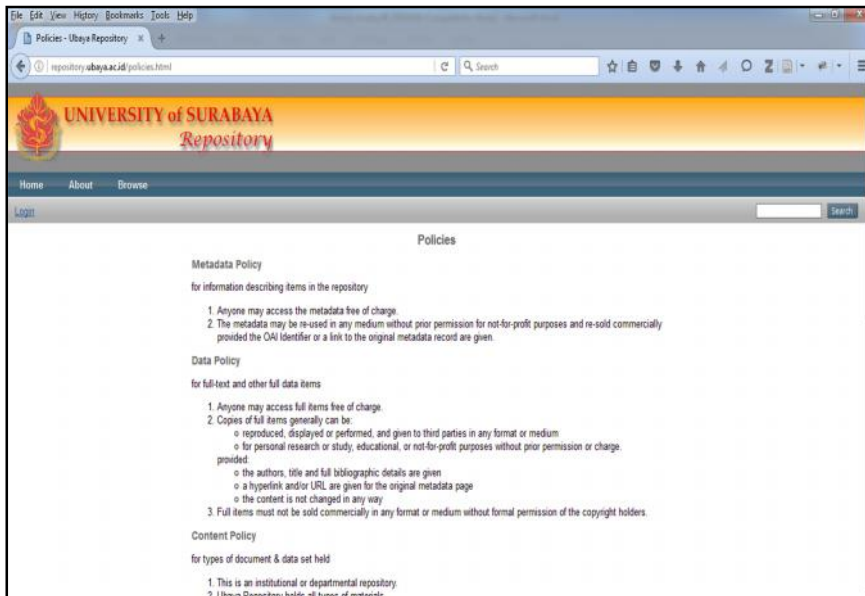 File Edit View History Bookmarks Tools Help
Policies - Ubaya Repository
repository.ubaya.ac.id/policies.html
Search
UNIVERSITY of SURABAYA
Repository
Home About Browse
Login
Search
Policies
Metadata Policy
for information describing items in the repository
1. Anyone may access the metadata free of charge.
2. The metadata may be re-used in any medium without prior permission for not-for-profit purposes and re-sold commercially
provided the OAI Identifier or a link to the original metadata record are given.
Data Policy
for full-text and other full data items
1. Anyone may access full items free of charge.
2. Copies of full items generally can be:
o reproduced, displayed or performed, and given to third parties in any format or medium
o for personal research or study, educational, or not-for-profit purposes without prior permission or charge.
provided:
o the authors, title and full bibliographic details are given
o a hyperlink and/or URL are given for the original metadata page
o the content is not changed in any way
3. Full items must not be sold commercially in any format or medium without formal permission of the copyright holders.
Content Policy
for types of document & data set held
1. This is an institutional or departmental repository.
2. Ubaya Repository holds all types of materials